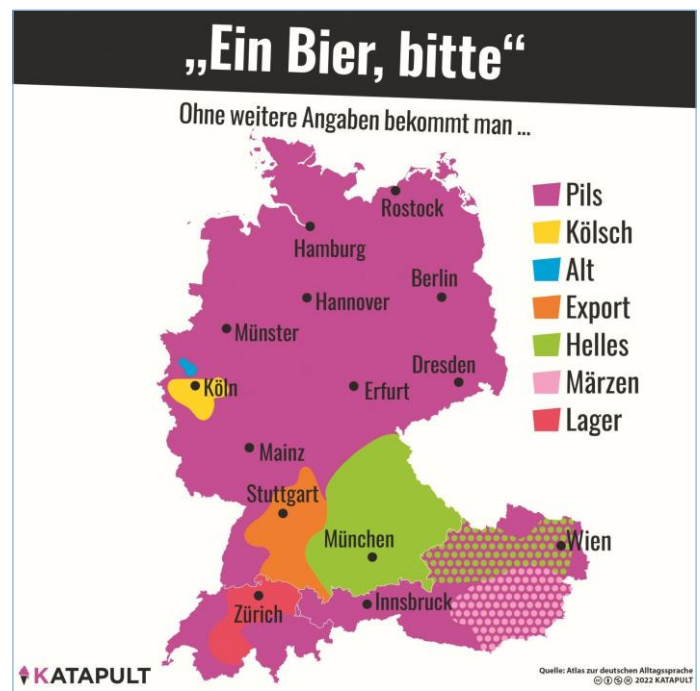 „Ein Bier, bitte“
Ohne weitere Angaben bekommt man ...
Pils
Kölsch
Alt
Export
Helles
Märzen
Lager
Rostock
Hamburg
Berlin
Hannover
Münster
Dresden
Köln
Erfurt
Mainz
Stuttgart
München
Wien
Innsbruck
Zürich
KATAPULT
Quelle: Atlas zur deutschen Alltagssprache
2022 KATAPULT